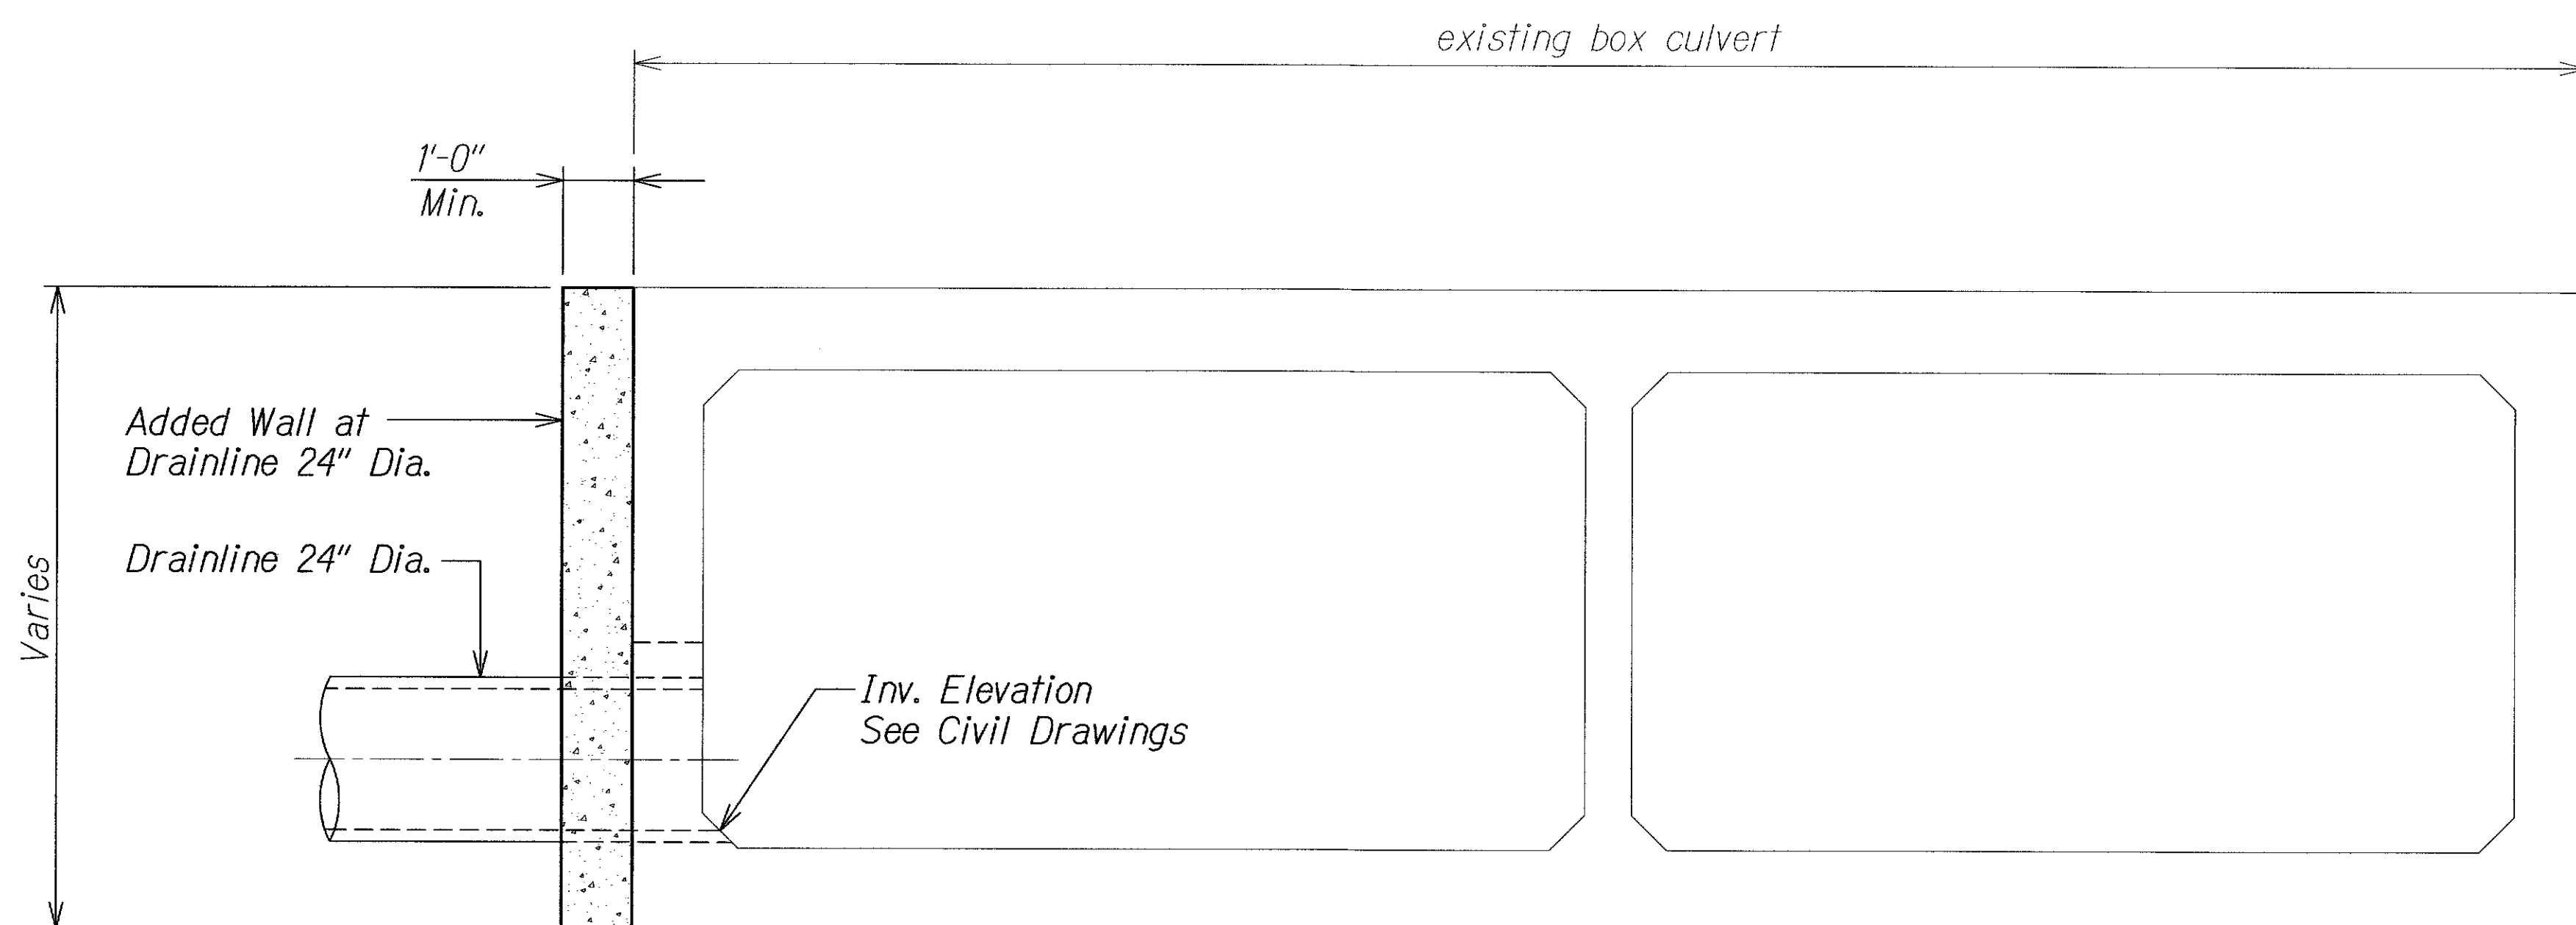 existing box culvert
1'-0"
Min.
Added Wall at
Drainline 24" Dia.
Drainline 24" Dia.
Varies
Inv. Elevation
See Civil Drawings